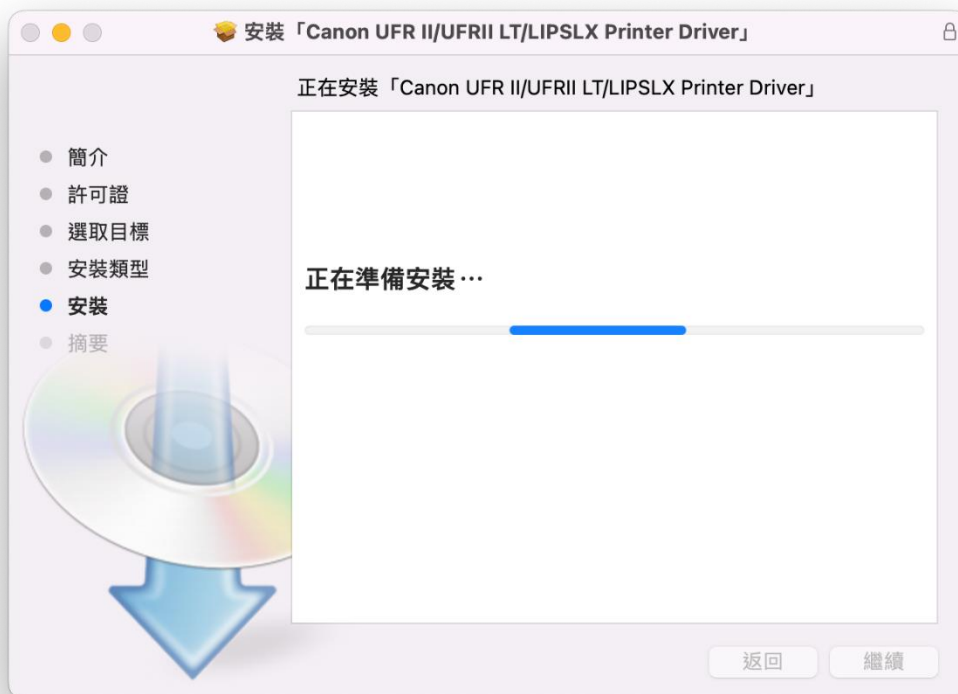 安裝「Canon UFR II/UFRII LT/LIPSLX Printer Driver」
正在安裝「Canon UFR II/UFRII LT/LIPSLX Printer Driver」
簡介
許可證
選取目標
安裝類型
安裝
摘要
正在準備安裝⋯
返回
繼續